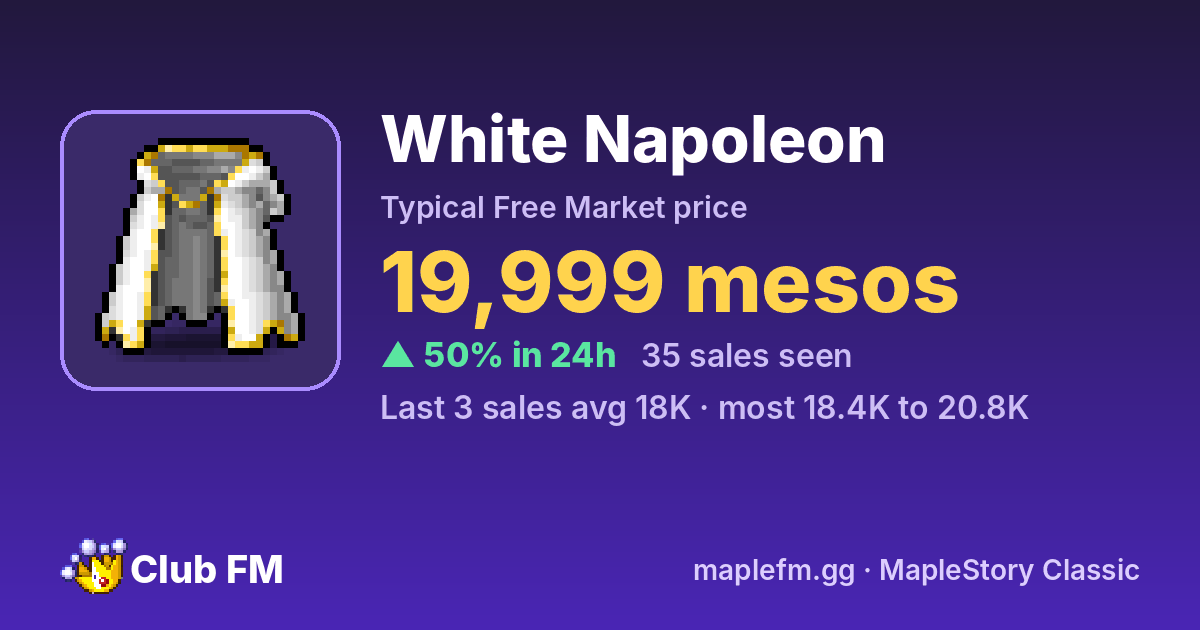 White Napoleon
Typical Free Market price
19,999 mesos
▲ 50% in 24h 35 sales seen
Last 3 sales avg 18K · most 18.4K to 20.8K
Club FM
maplefm.gg · MapleStory Classic